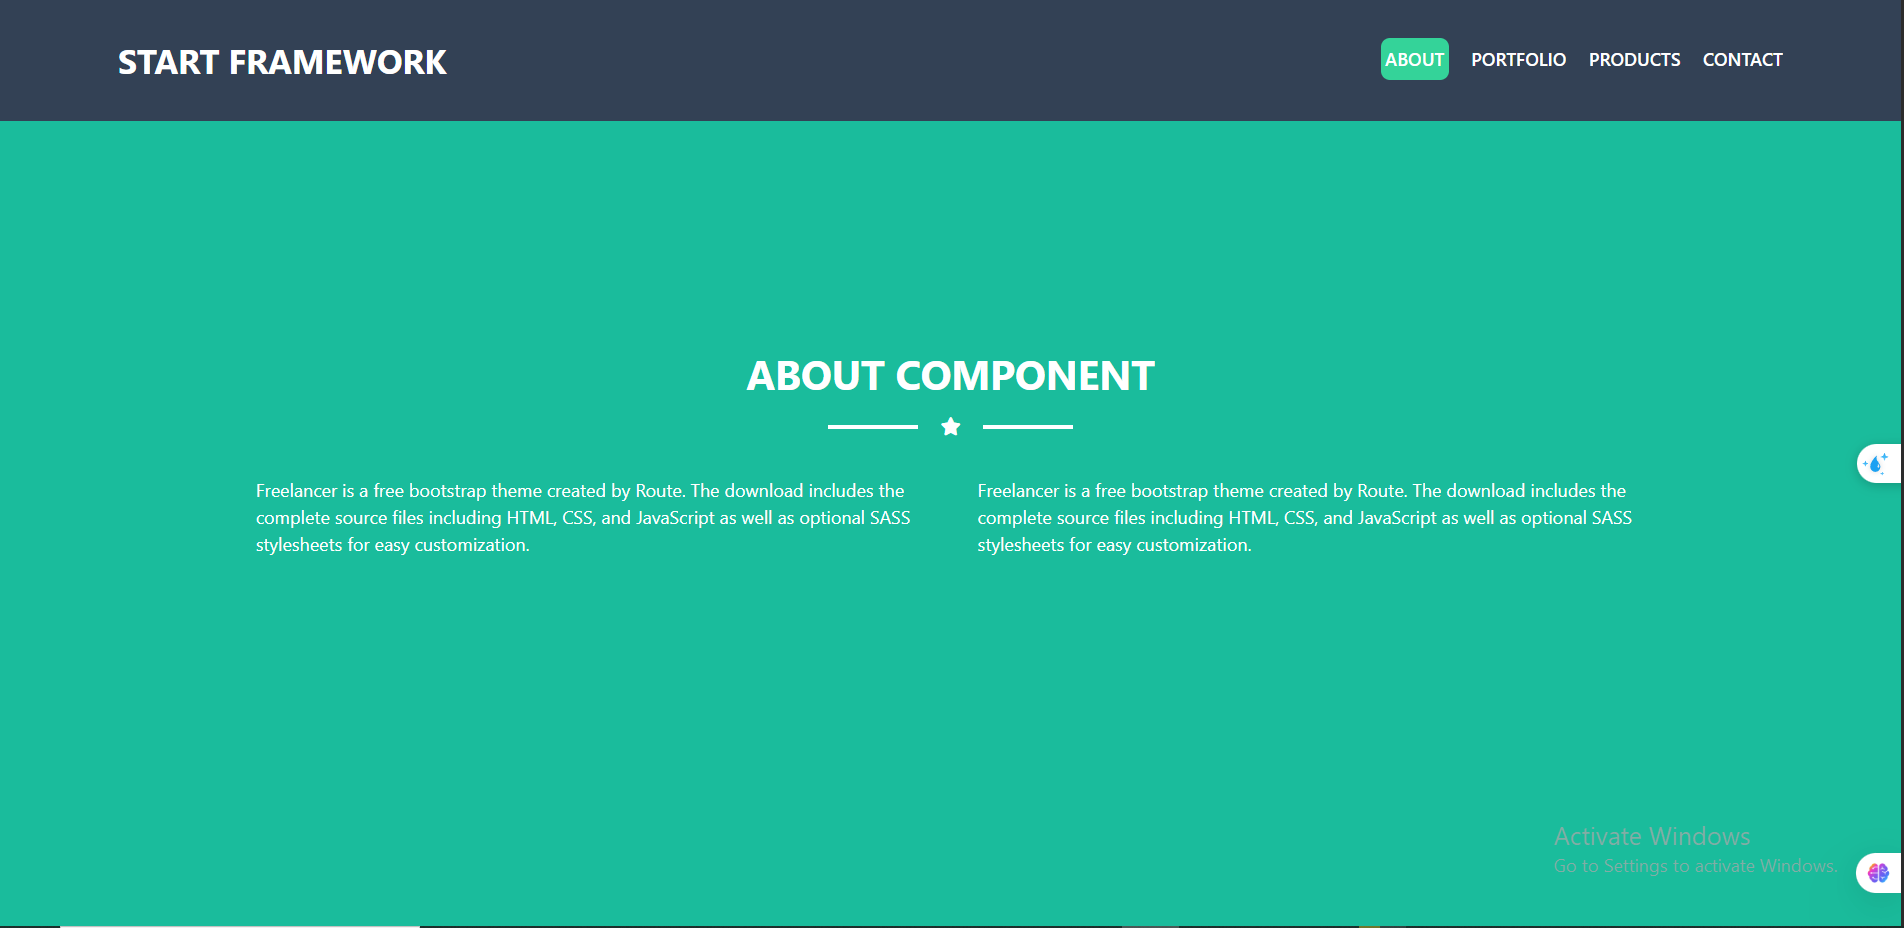 START FRAMEWORK
ABOUT PORTFOLIO PRODUCTS CONTACT
ABOUT COMPONENT
Freelancer is a free bootstrap theme created by Route. The download includes the
complete source files including HTML, CSS, and JavaScript as well as optional SASS
stylesheets for easy customization.
Freelancer is a free bootstrap theme created by Route. The download includes the
complete source files including HTML, CSS, and JavaScript as well as optional SASS
stylesheets for easy customization.
Activate Windows
Go to Settings to activate Windows.